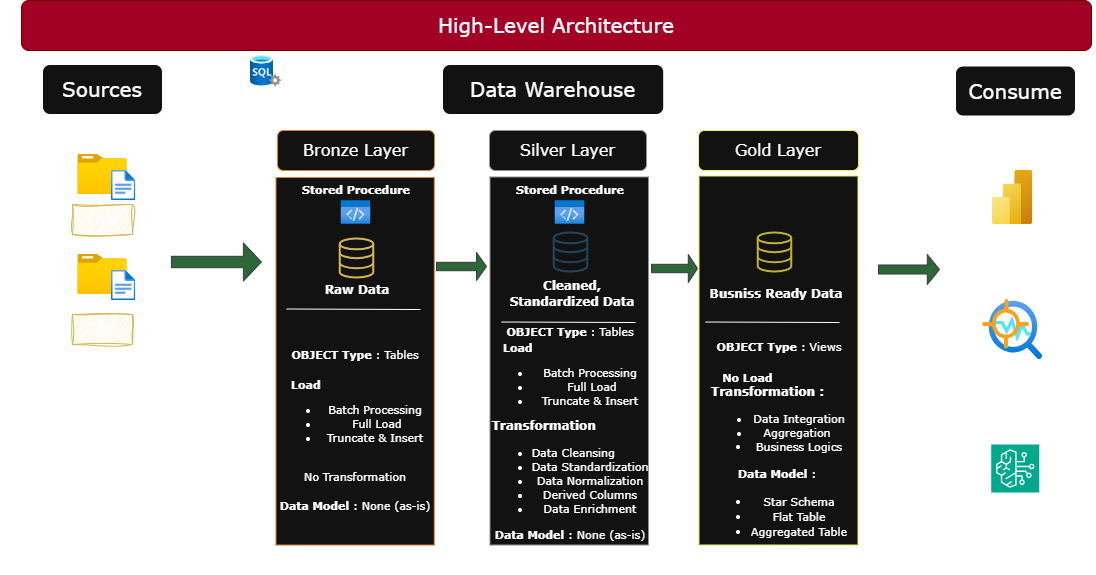 High-Level Architecture
Sources
SQL
Data Warehouse
Consume
Bronze Layer
Stored Procedure
Raw Data
OBJECT Type : Tables
Load
• Batch Processing
• Full Load
• Truncate & Insert
No Transformation
Data Model : None (as-is)
Silver Layer
Stored Procedure
Cleaned,
Standardized Data
OBJECT Type : Tables
Load
• Batch Processing
• Full Load
• Truncate & Insert
Transformation
• Data Cleansing
• Data Standardization
• Data Normalization
• Derived Columns
• Data Enrichment
Data Model : None (as-is)
Gold Layer
Busniss Ready Data
OBJECT Type : Views
No Load
Transformation :
• Data Integration
• Aggregation
• Business Logics
Data Model :
• Star Schema
• Flat Table
• Aggregated Table